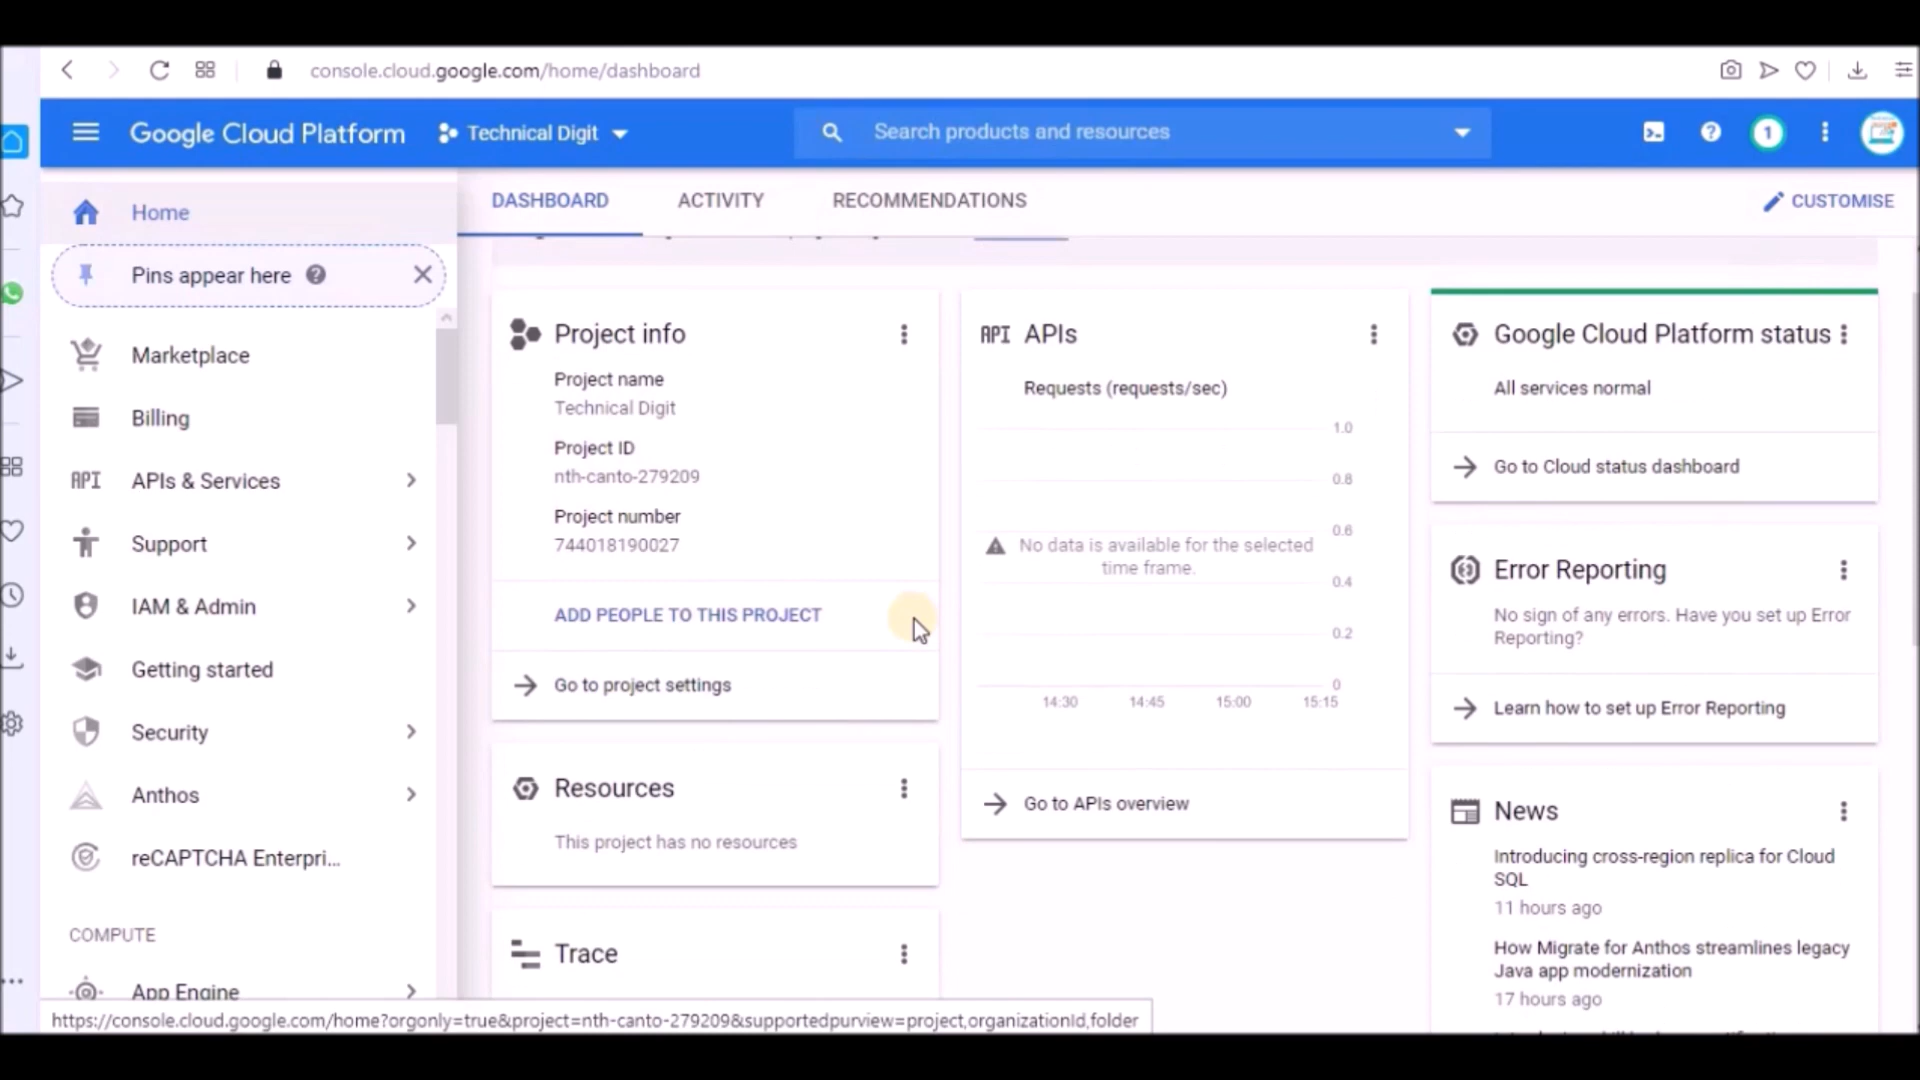 console.cloud.google.com/home/dashboard
Google Cloud Platform
Technical Digit
Search products and resources
1
Home
DASHBOARD
ACTIVITY
RECOMMENDATIONS
CUSTOMISE
Pins appear here
Marketplace
Billing
API
APIs & Services
Support
IAM & Admin
Getting started
Security
Anthos
reCAPTCHA Enterpri...
COMPUTE
App Engine
Project info
Project name
Technical Digit
Project ID
nth-canto-279209
Project number
744018190027
ADD PEOPLE TO THIS PROJECT
Go to project settings
Resources
This project has no resources
Trace
API APIs
Requests (requests/sec)
1.0
0.8
0.6
No data is available for the selected
time frame.
0.4
0.2
0
14:30
14:45
15:00
15:15
Go to APIs overview
Google Cloud Platform status
All services normal
Go to Cloud status dashboard
Error Reporting
No sign of any errors. Have you set up Error
Reporting?
Learn how to set up Error Reporting
News
Introducing cross-region replica for Cloud
SQL
11 hours ago
How Migrate for Anthos streamlines legacy
Java app modernization
17 hours ago
https://console.cloud.google.com/home?orgonly=true&project=nth-canto-279209&supportedpurview=project,organizationId,folder